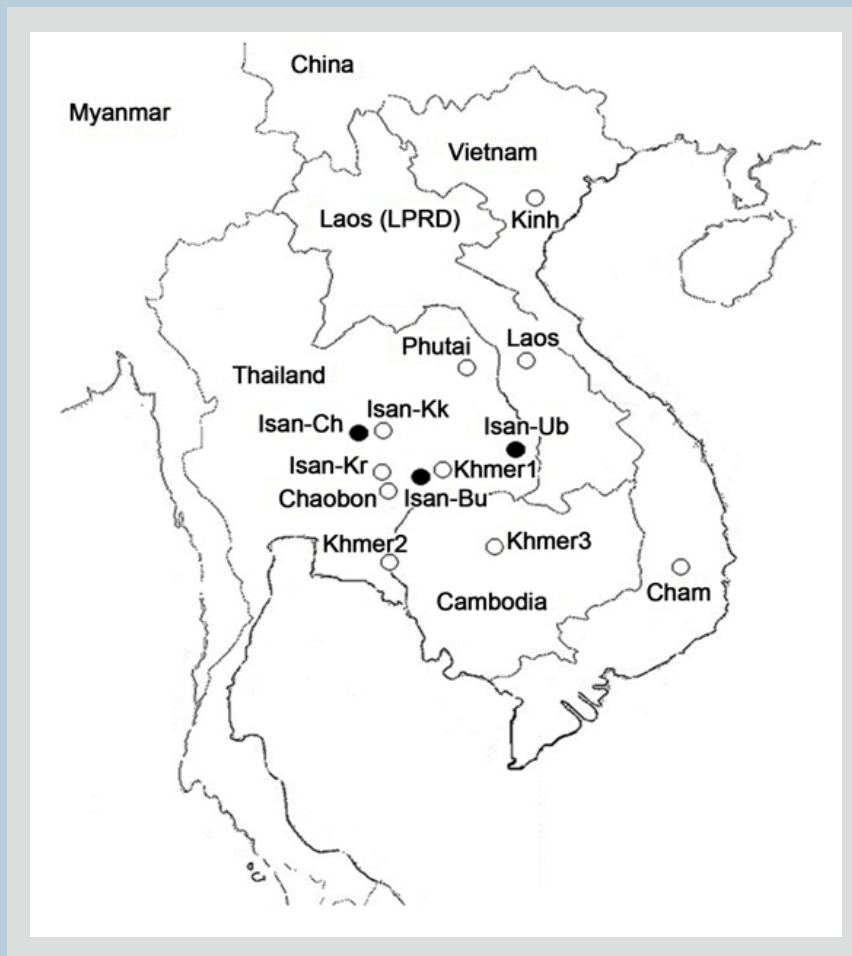 China
Myanmar
Vietnam
Laos (LPRD)
Kinh
Laos
Phutai
Thailand
Isan-Kk
Isan-Ch
Isan-Ub
Isan-Kr
Khmer1
Chaobon
Isan-Bu
Khmer2
Khmer3
Cham
Cambodia